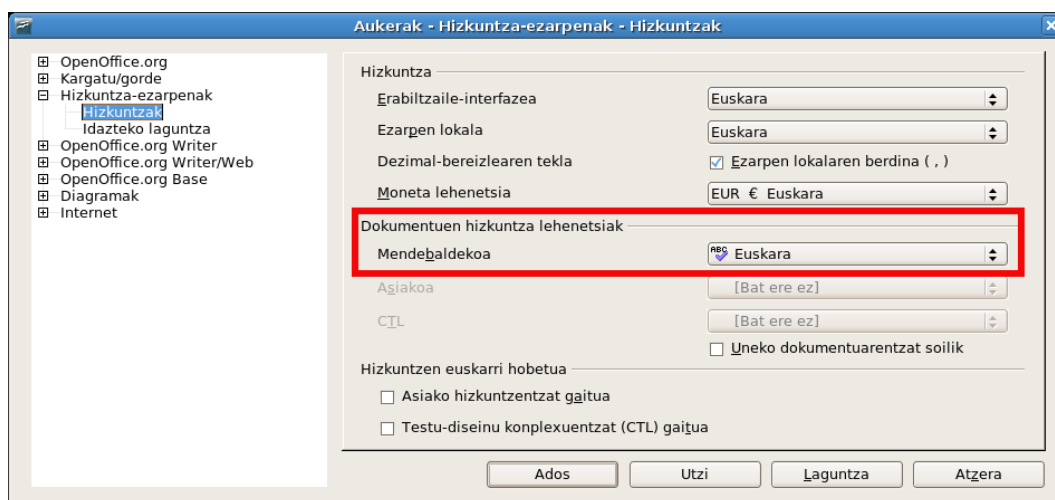 Aukerak - Hizkuntza-ezarpenak - Hizkuntzak
OpenOffice.org
Kargatu/gorde
Hizkuntza-ezarpenak
Hizkuntzak
Idazteko laguntza
OpenOffice.org Writer
OpenOffice.org Writer/Web
OpenOffice.org Base
Diagramak
Internet
Hizkuntza
Erabiltzaile-interfazea Euskara
Ezarpen lokala Euskara
Dezimal-bereizlearen tekla Ezarpen lokalaren berdina ( , )
Moneta lehenetsia EUR € Euskara
Dokumentuen hizkuntza lehenetsiak
Mendebaldekoa ABC Euskara
Asiakoa [Bat ere ez]
CTL [Bat ere ez]
Uneko dokumentuarentzat soilik
Hizkuntzen euskarri hobetua
Asiako hizkuntzentzat gaitua
Testu-diseinu konplexuentzat (CTL) gaitua
Ados Utzi Laguntza Atzera